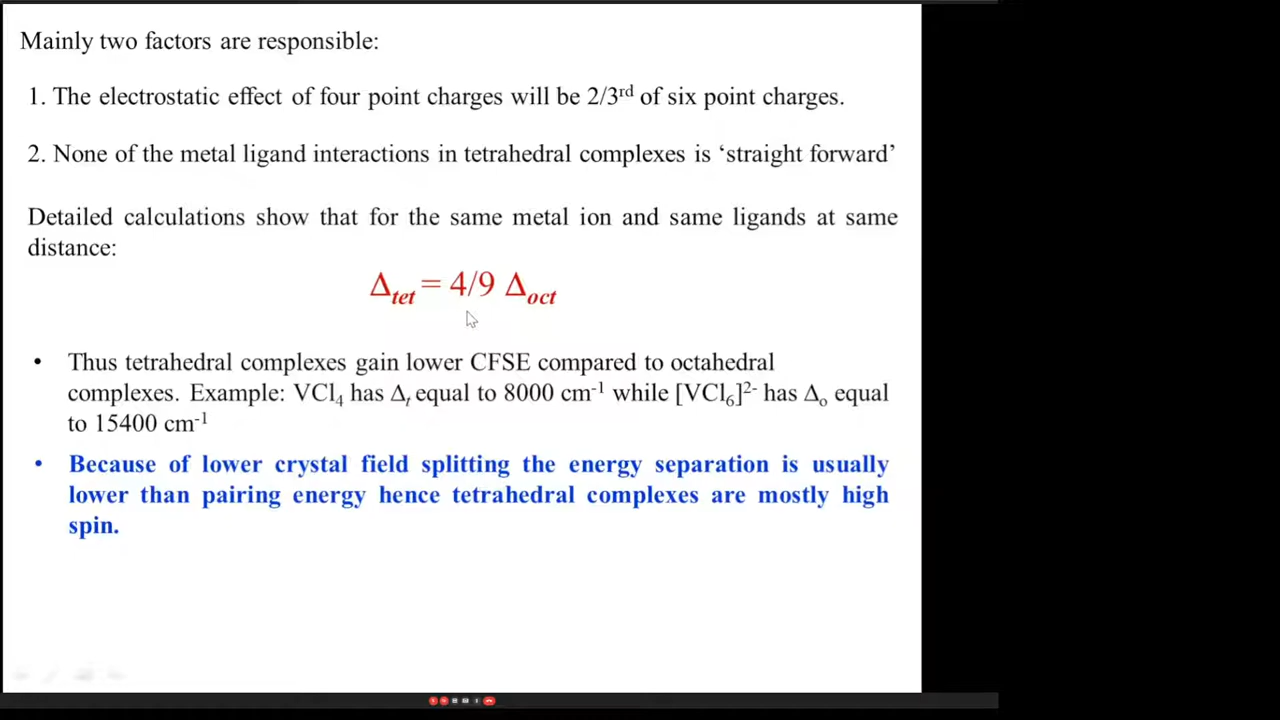 Mainly two factors are responsible:
1. The electrostatic effect of four point charges will be 2/3rd of six point charges.
2. None of the metal ligand interactions in tetrahedral complexes is ‘straight forward’
Detailed calculations show that for the same metal ion and same ligands at same
distance:
Δtet = 4/9 Δoct
• Thus tetrahedral complexes gain lower CFSE compared to octahedral
complexes. Example: VCl4 has Δt equal to 8000 cm-1 while [VCl6]2- has Δo equal
to 15400 cm-1
• Because of lower crystal field splitting the energy separation is usually
lower than pairing energy hence tetrahedral complexes are mostly high
spin.